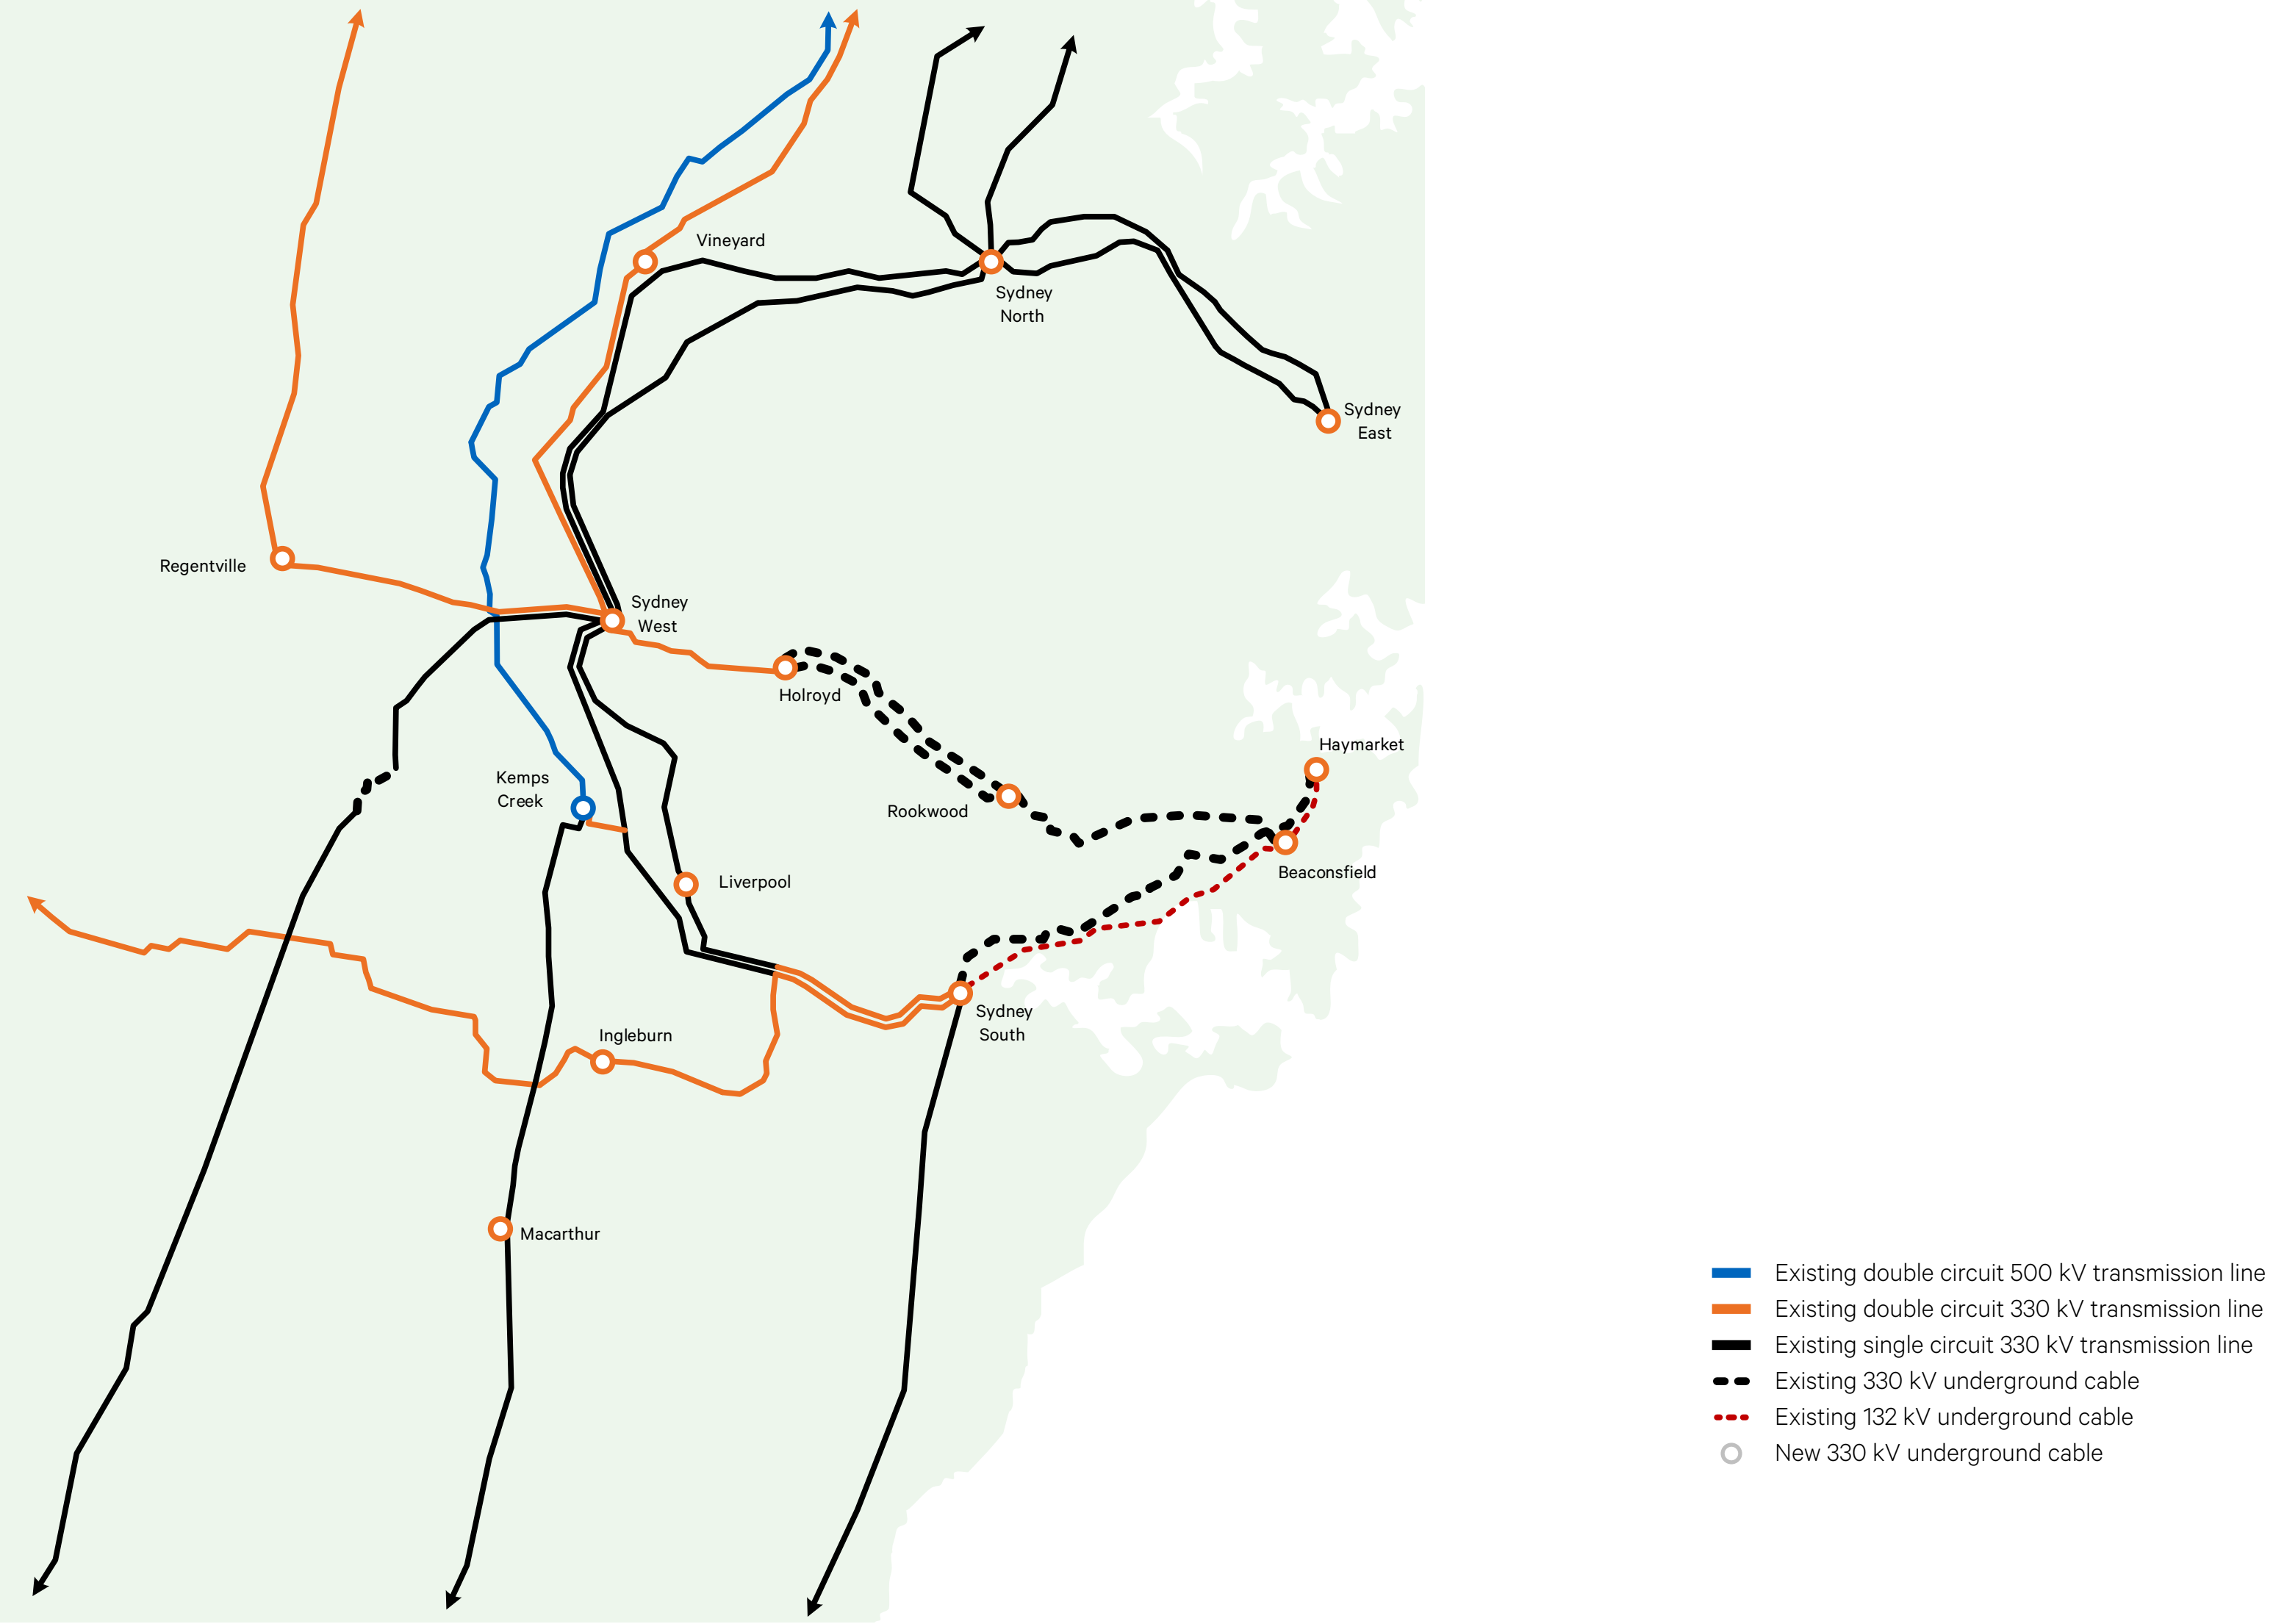 Vineyard
Sydney
North
Sydney
East
Regentville
Sydney
West
Holroyd
Haymarket
Kemps
Creek
Rookwood
Beaconsfield
Liverpool
Sydney
South
Ingleburn
Macarthur
Existing double circuit 500 kV transmission line
Existing double circuit 330 kV transmission line
Existing single circuit 330 kV transmission line
Existing 330 kV underground cable
Existing 132 kV underground cable
New 330 kV underground cable